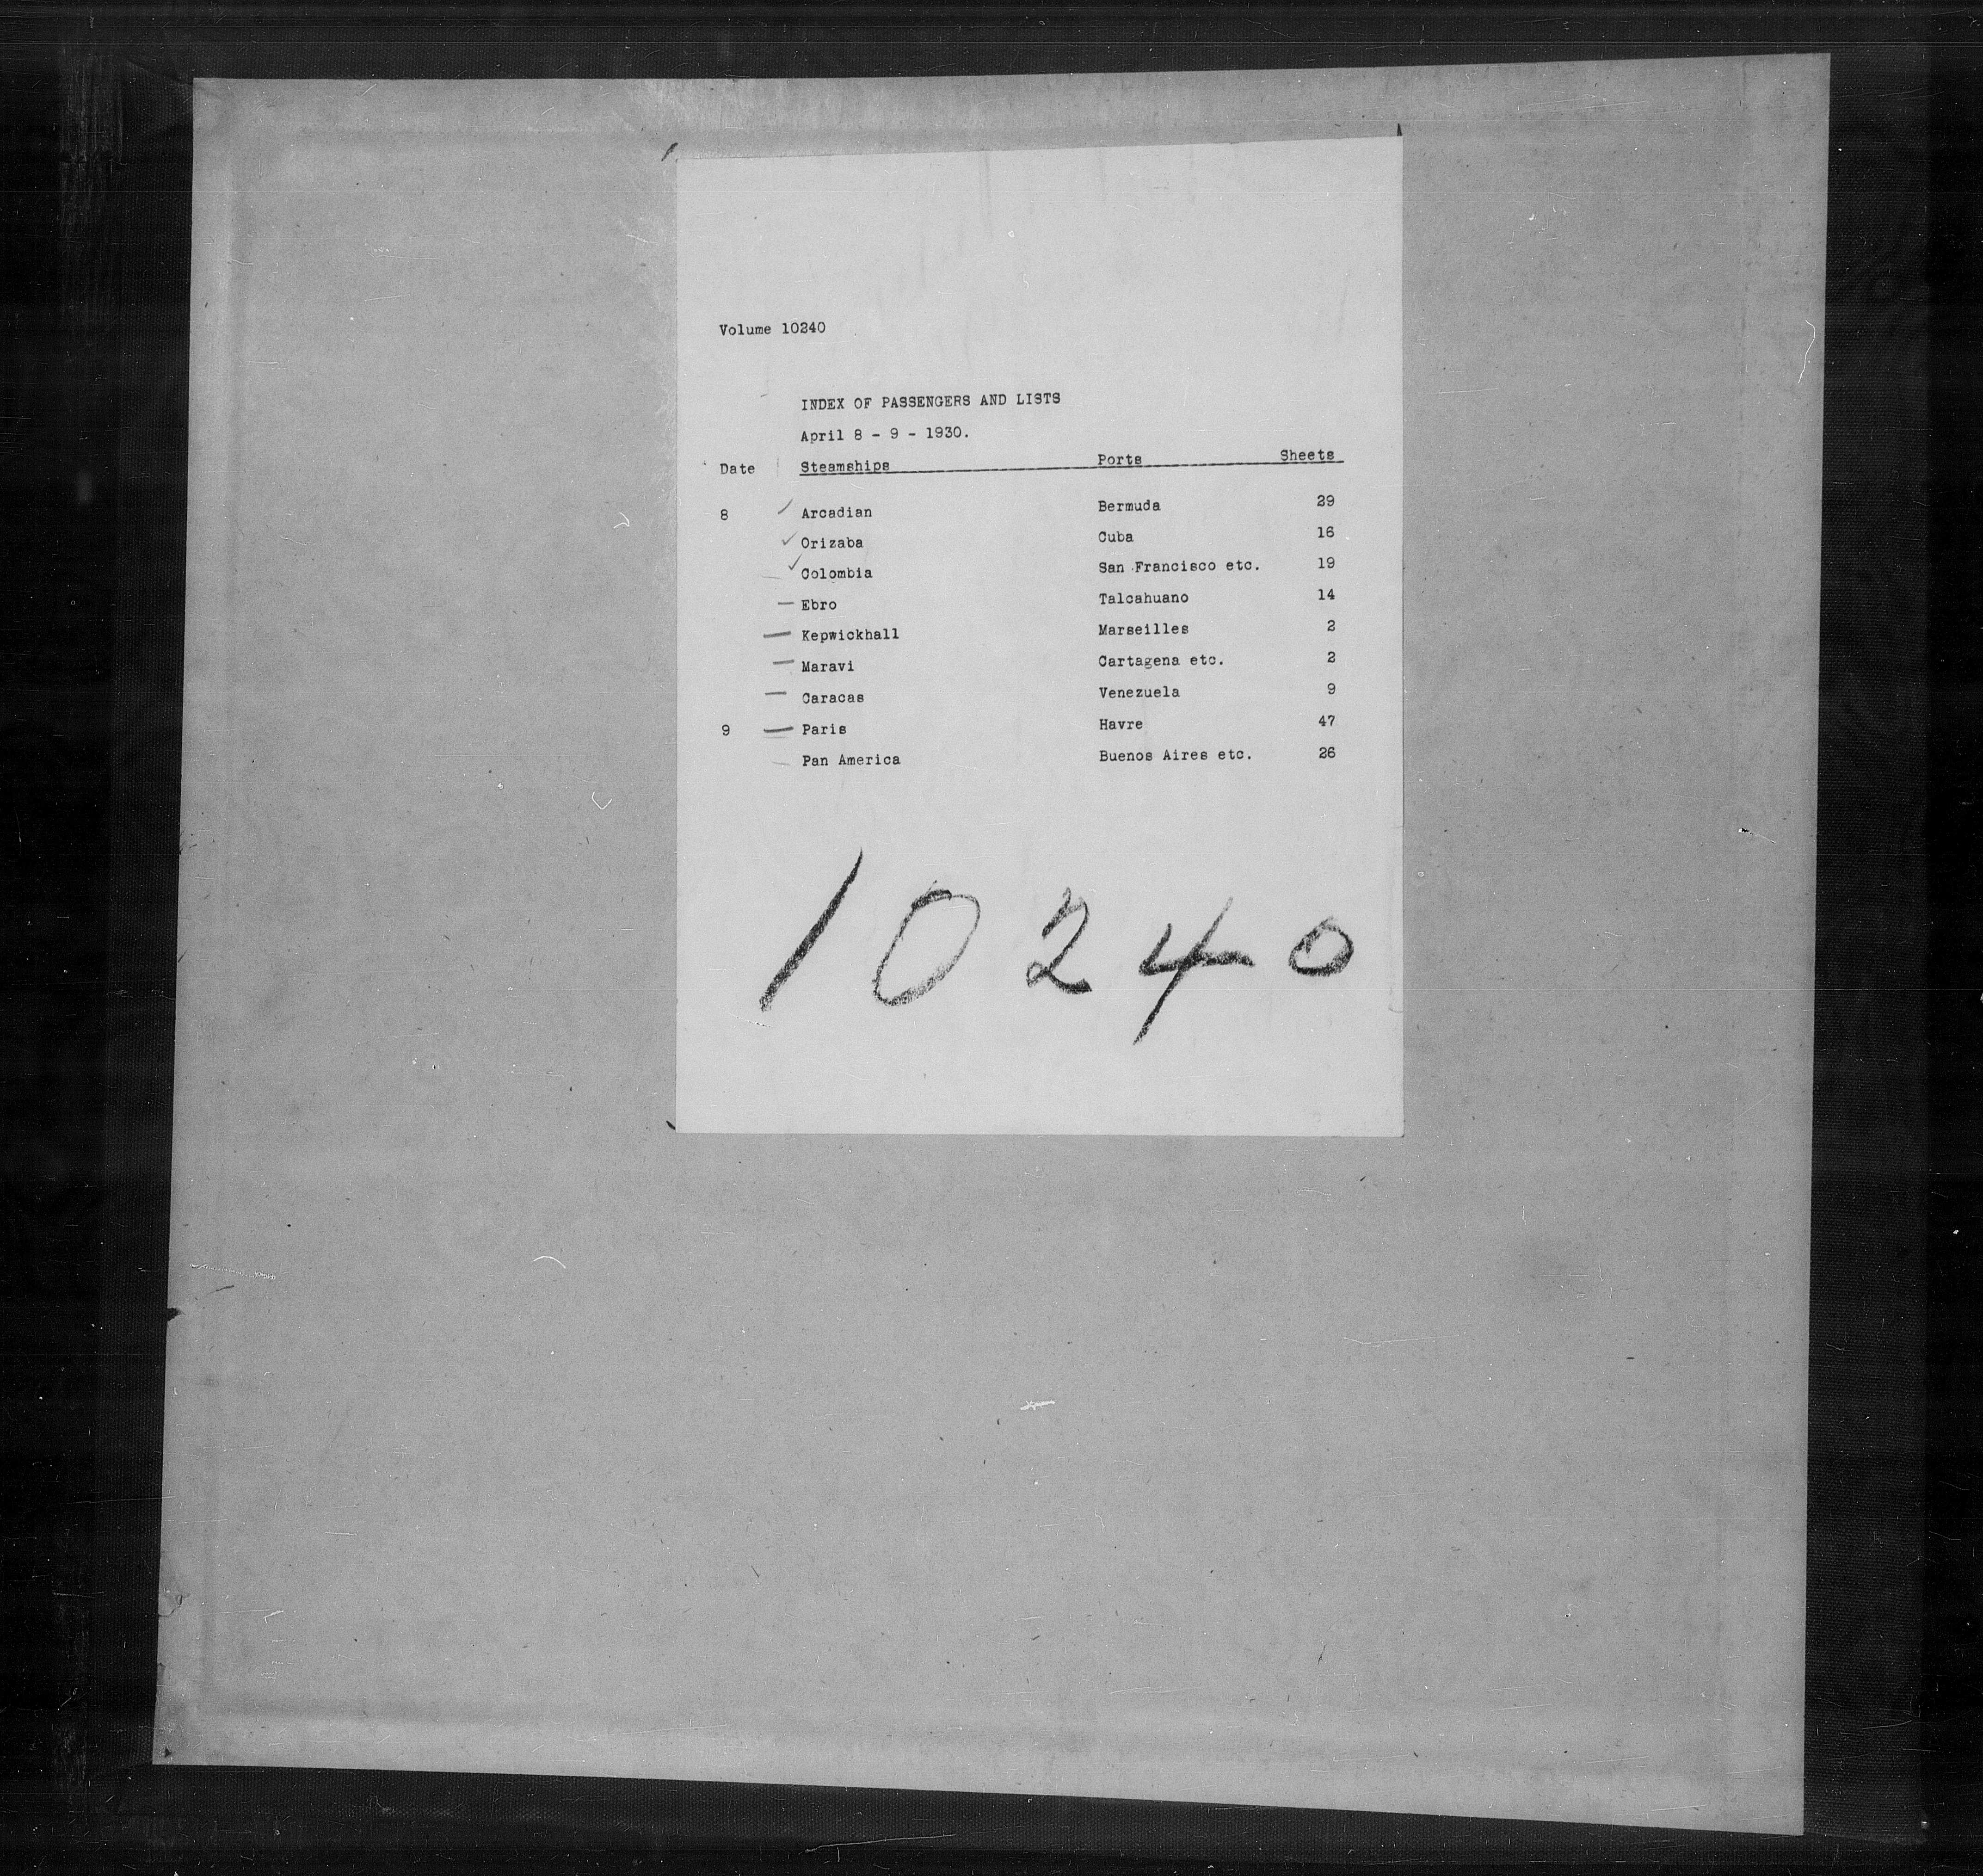 Volume 10240
INDEX OF PASSENGERS AND LISTS
April 8 - 9 - 1930.
Date Steamships Ports Sheets
8 Arcadian Bermuda 29
Orizaba Cuba 16
Colombia San Francisco etc. 19
Ebro Talcahuano 14
Kepwickhall Marseilles 2
Maravi Cartagena etc. 2
Caracas Venezuela 9
9 Paris Havre 47
Pan America Buenos Aires etc. 26
10240